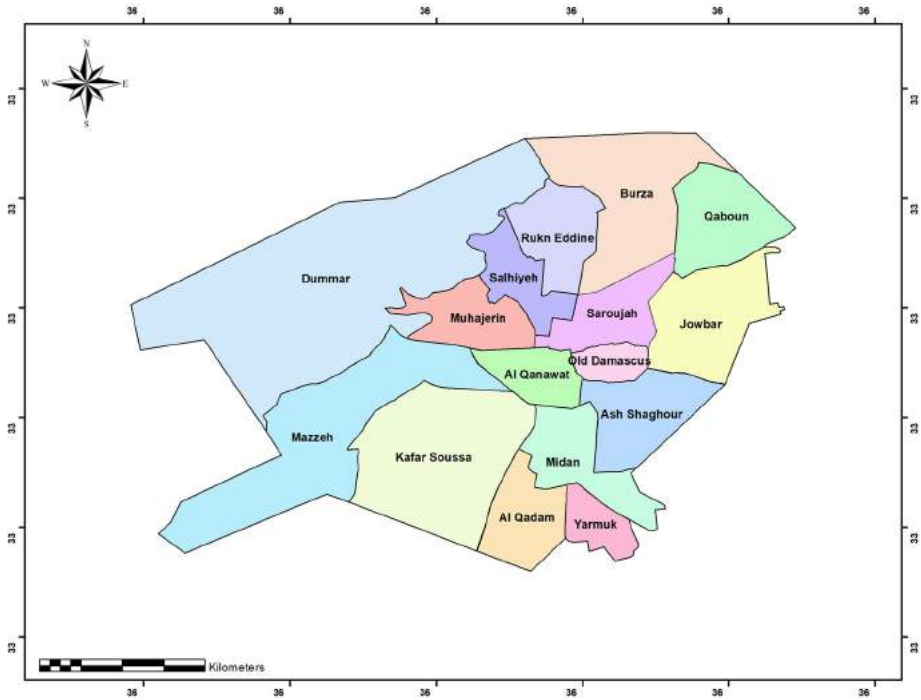 36 36 36 36 36 36
N
W E
S
33 33
33 33
33 33
33 33
33 33
33 33
Burza
Qaboun
Rukn Eddine
Dummar
Salhiyeh
Saroujah
Muhajerin
Jowbar
Old Damascus
Al Qanawat
Ash Shaghour
Mazzeh
Kafar Soussa
Midan
Al Qadam
Yarmuk
Kilometers
36 36 36 36 36 36